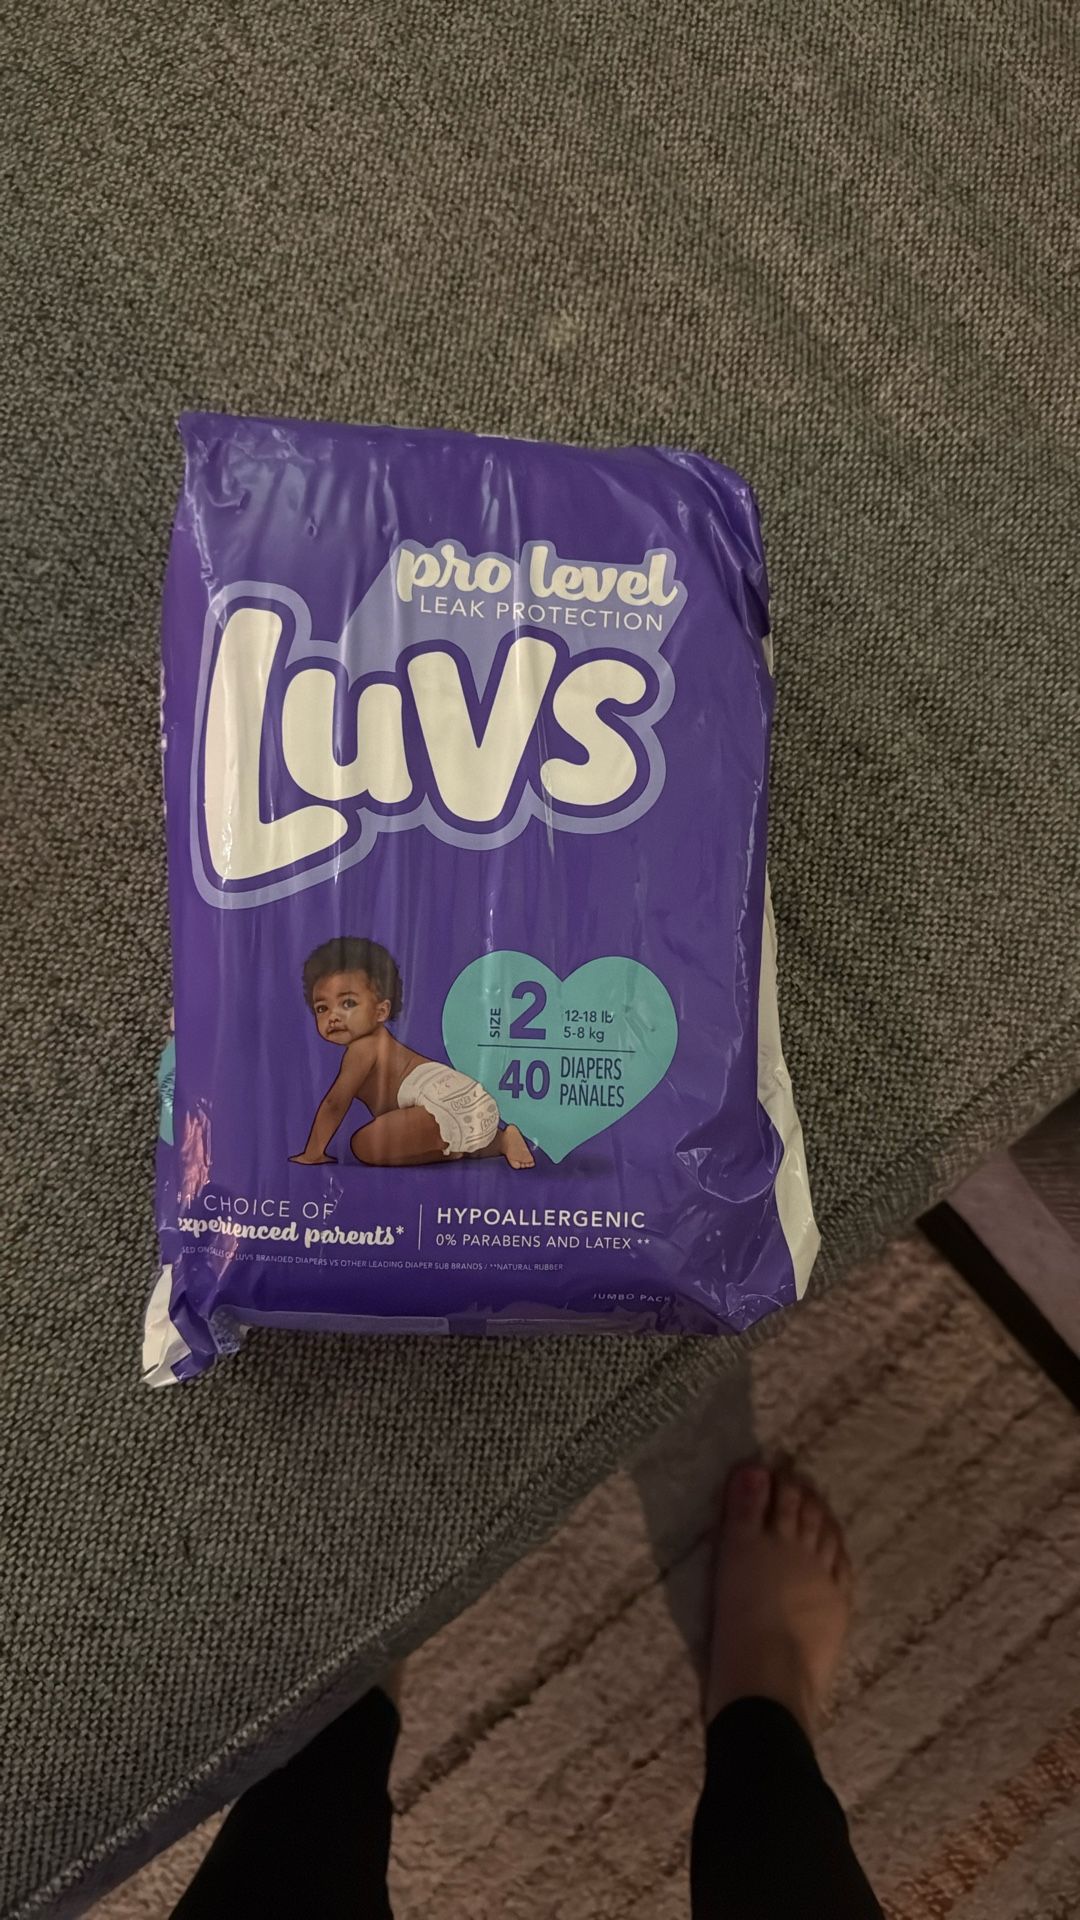 pro level
LEAK PROTECTION
Luvs
SIZE 2 12-18 lb
5-8 kg
40 DIAPERS
PAÑALES
CHOICE OF
experienced parents*
HYPOALLERGENIC
0% PARABENS AND LATEX **
SALES OF LUVS BRANDED DIAPERS VS OTHER LEADING DIAPER SUB BRANDS / **NATURAL RUBBER
JUMBO PACK